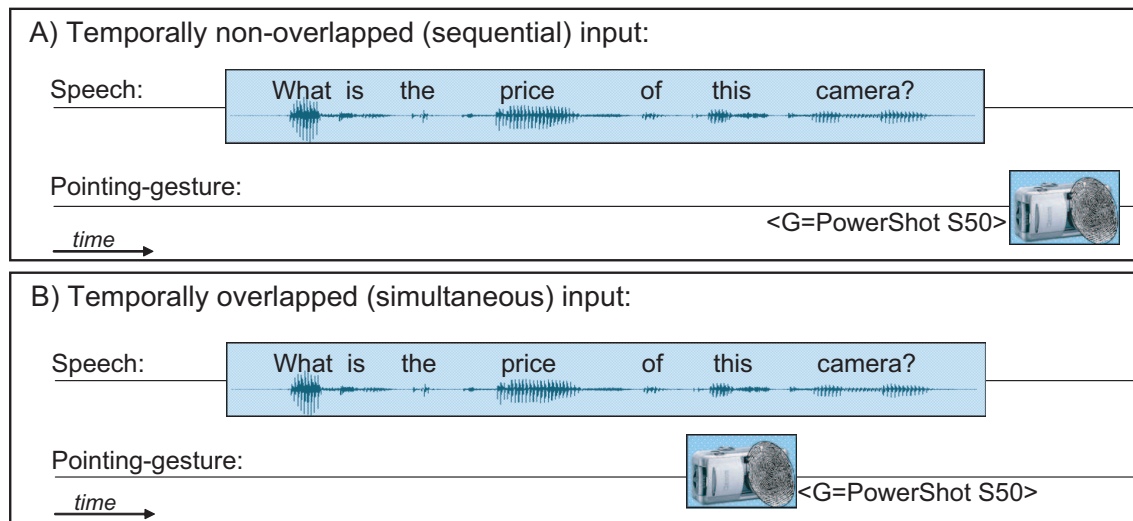 A) Temporally non-overlapped (sequential) input:
Speech: What is the price of this camera?
Pointing-gesture:
<G=PowerShot S50>
time
B) Temporally overlapped (simultaneous) input:
Speech: What is the price of this camera?
Pointing-gesture:
<G=PowerShot S50>
time